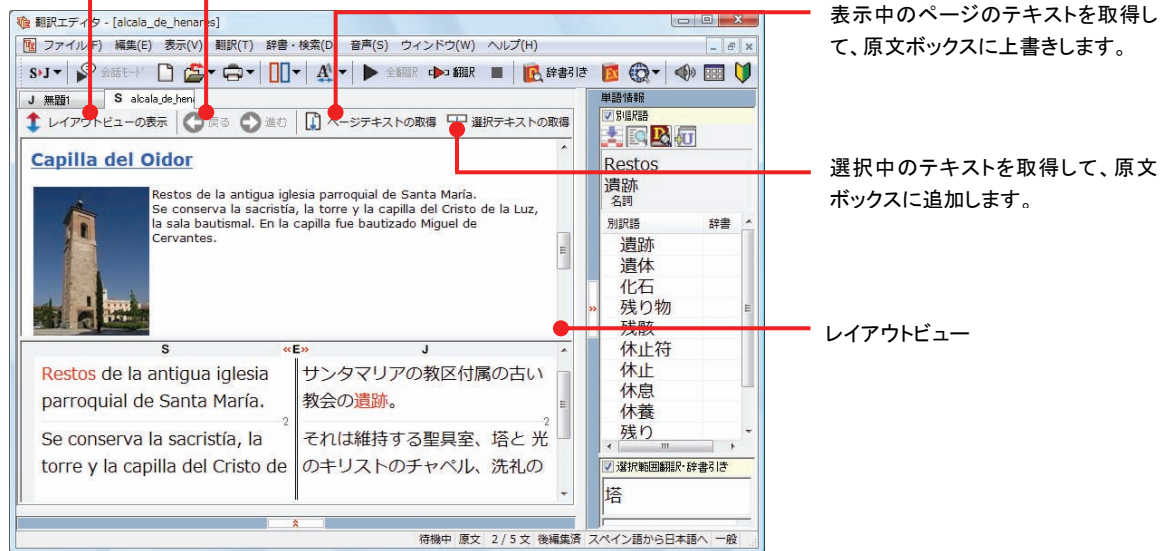 翻訳エディタ - [alcala_de_henares]
ファイル(F) 編集(E) 表示(V) 翻訳(T) 辞書・検索(D) 音声(S) ウィンドウ(W) ヘルプ(H)
S▸J 会話モード 全翻訳 翻訳 辞書引き
J 無題1 S alcala_de_hena
レイアウトビューの表示 戻る 進む ページテキストの取得 選択テキストの取得
Capilla del Oidor
Restos de la antigua iglesia parroquial de Santa María.
Se conserva la sacristía, la torre y la capilla del Cristo de la Luz,
la sala bautismal. En la capilla fue bautizado Miguel de
Cervantes.
S «E» J
Restos de la antigua iglesia
parroquial de Santa María.
2
Se conserva la sacristía, la
torre y la capilla del Cristo de
サンタマリアの教区付属の古い
教会の遺跡。
2
それは維持する聖具室、塔と 光
のキリストのチャペル、洗礼の
単語情報
別訳語
Restos
遺跡
名詞
別訳語 辞書
遺跡
遺体
化石
残り物
残骸
休止符
休止
休息
休養
残り
選択範囲翻訳・辞書引き
塔
待機中 原文 2 / 5 文 後編集済 スペイン語から日本語へ 一般
表示中のページのテキストを取得し
て、原文ボックスに上書きします。
選択中のテキストを取得して、原文
ボックスに追加します。
レイアウトビュー